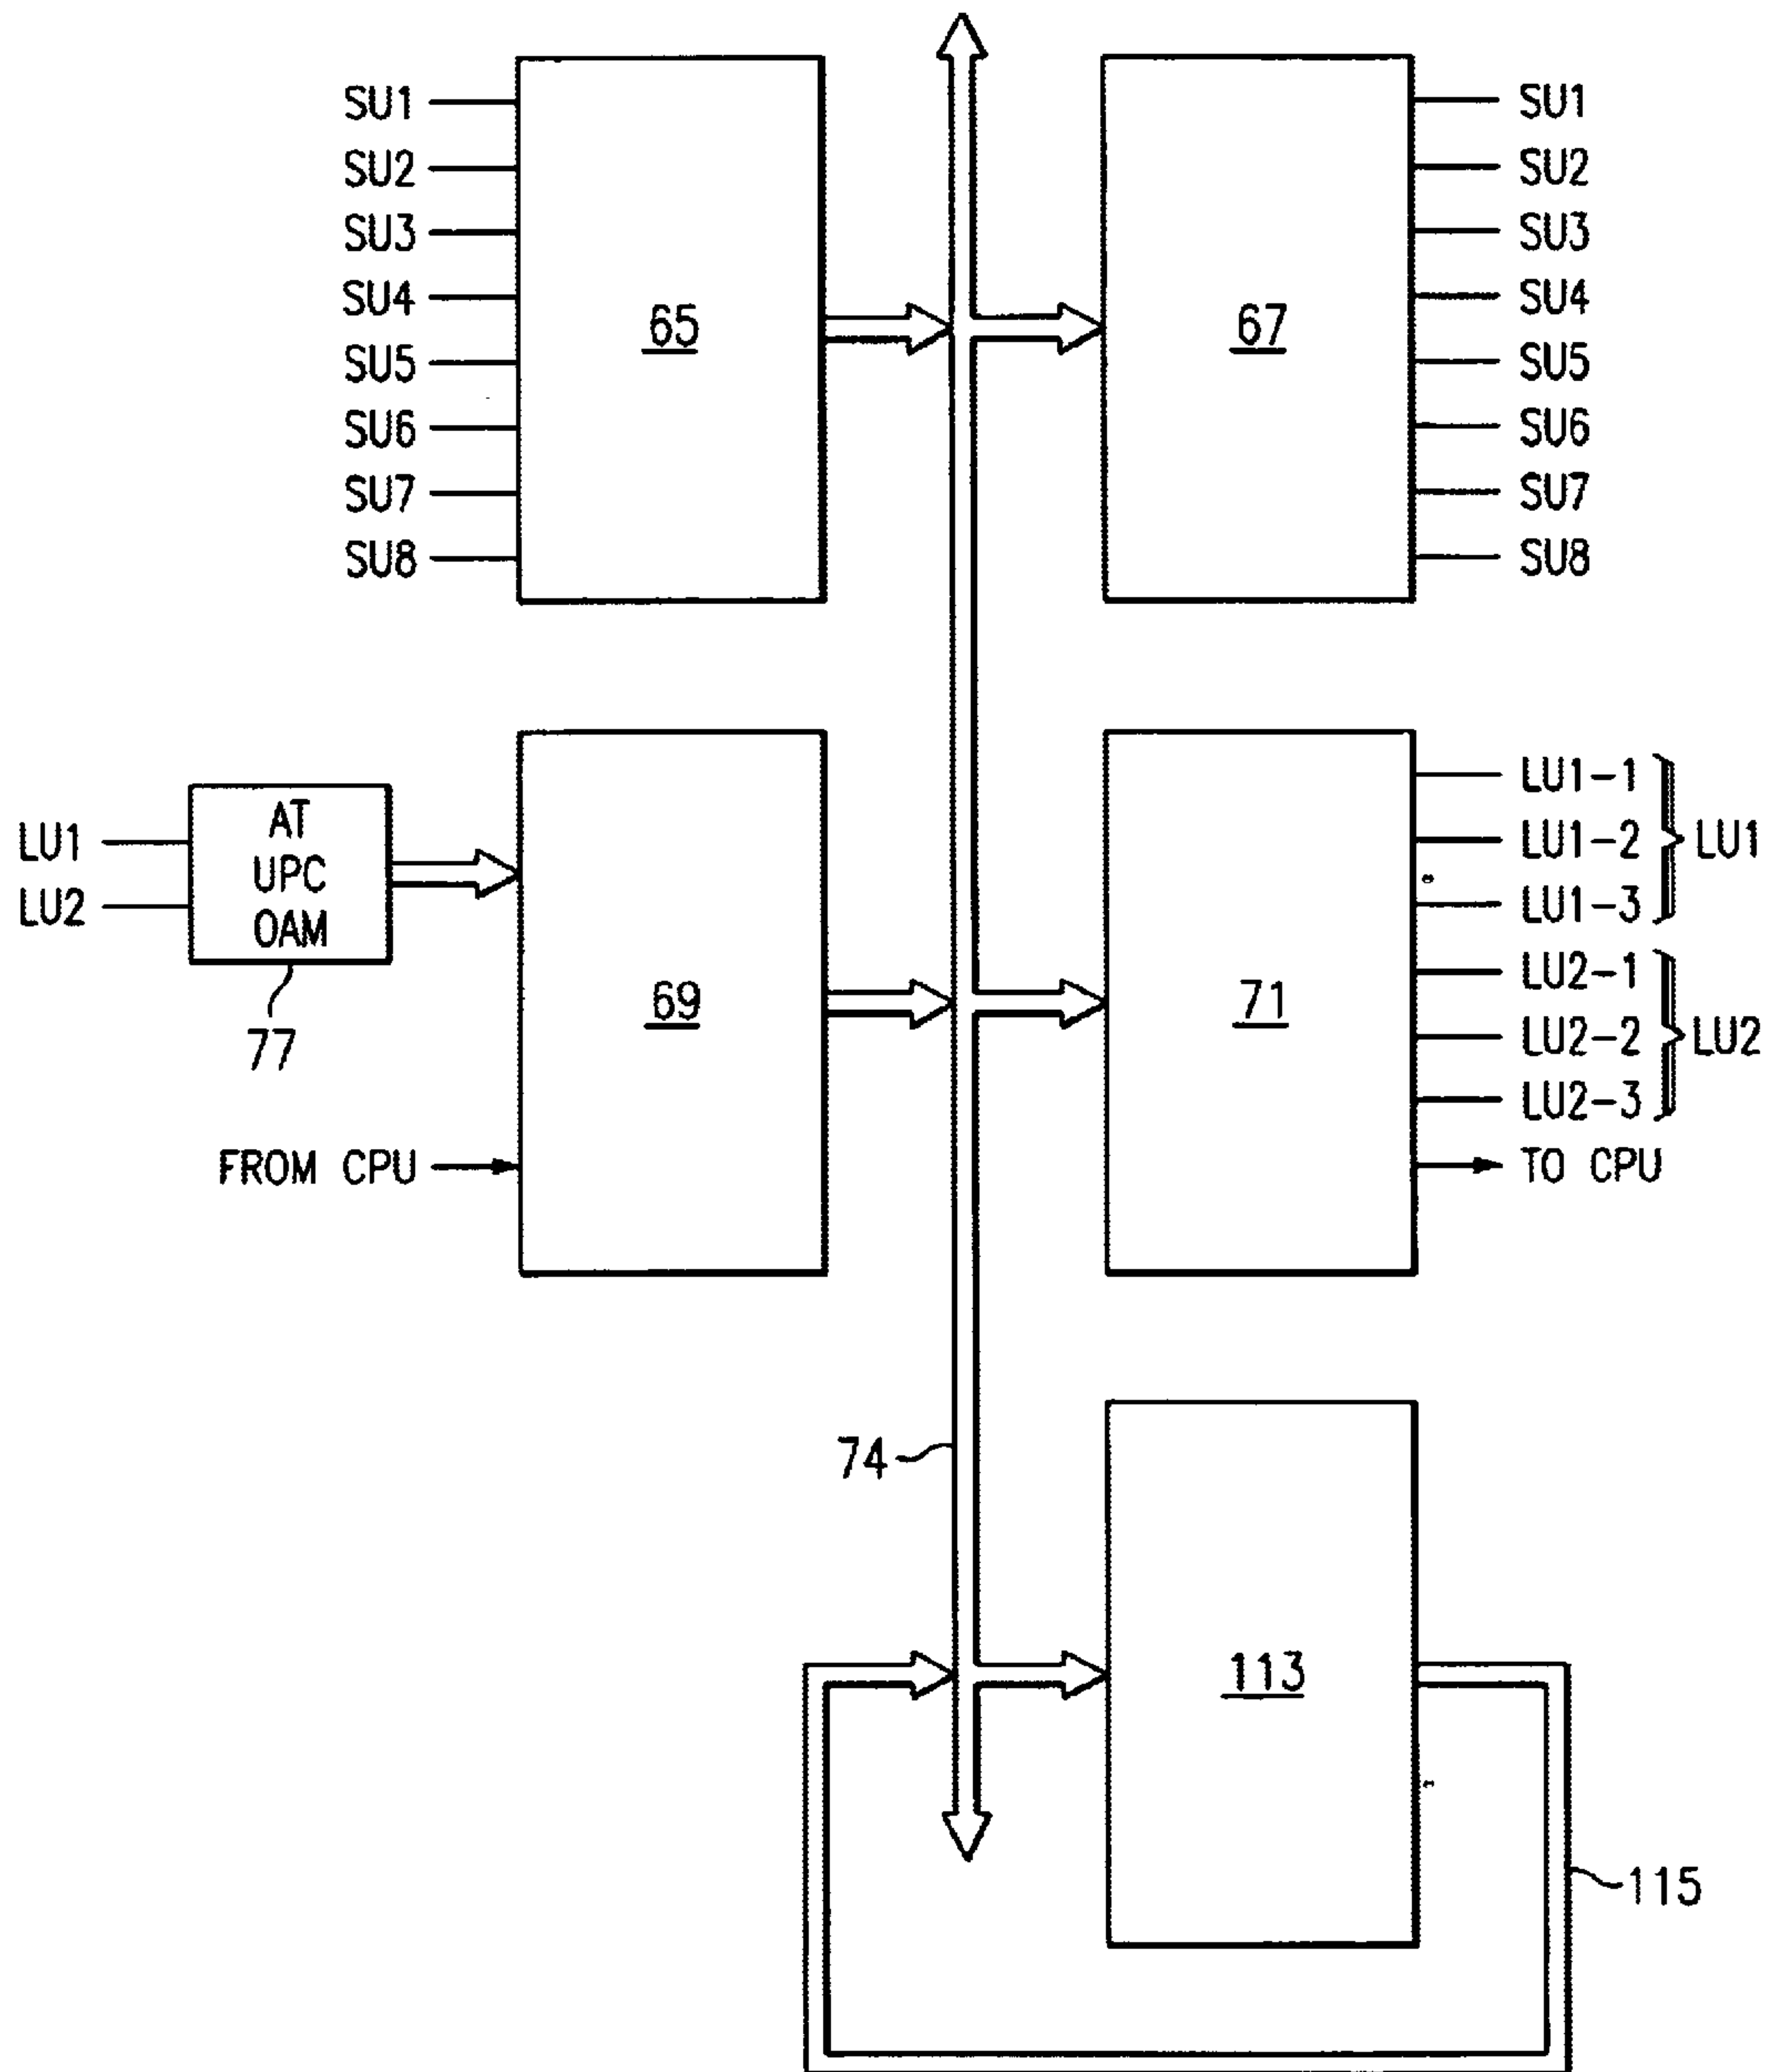 SU1
SU2
SU3
SU4
SU5
SU6
SU7
SU8
65
67
SU1
SU2
SU3
SU4
SU5
SU6
SU7
SU8
LU1
LU2
AT
UPC
OAM
77
69
FROM CPU
71
LU1-1
LU1-2
LU1-3
LU1
LU2-1
LU2-2
LU2-3
LU2
TO CPU
74
113
115